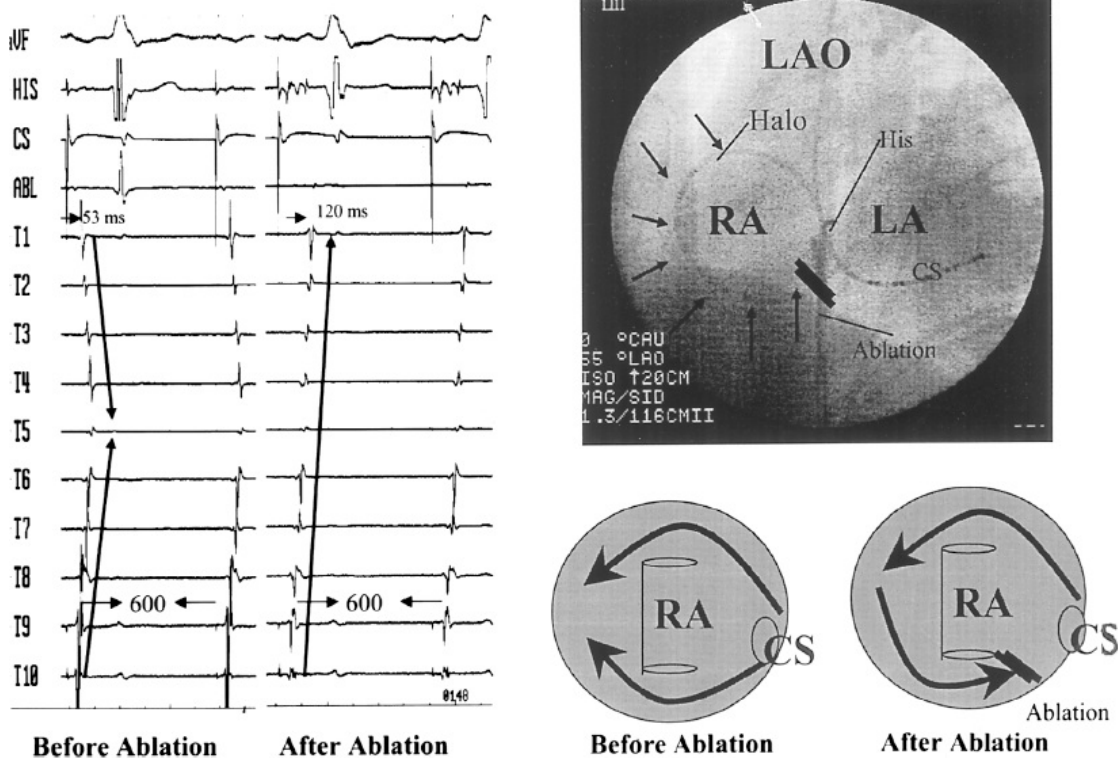 VF
HIS
CS
ABL
53 ms
120 ms
T1
T2
T3
T4
T5
T6
T7
T8
600
600
T9
T10
0148
Before Ablation
After Ablation
LAO
Halo
His
RA
LA
CS
Ablation
°CAU
55 °LAO
ISO ↑20CM
MAG/SID
1.3/116CMII
RA
CS
RA
CS
Ablation
Before Ablation
After Ablation